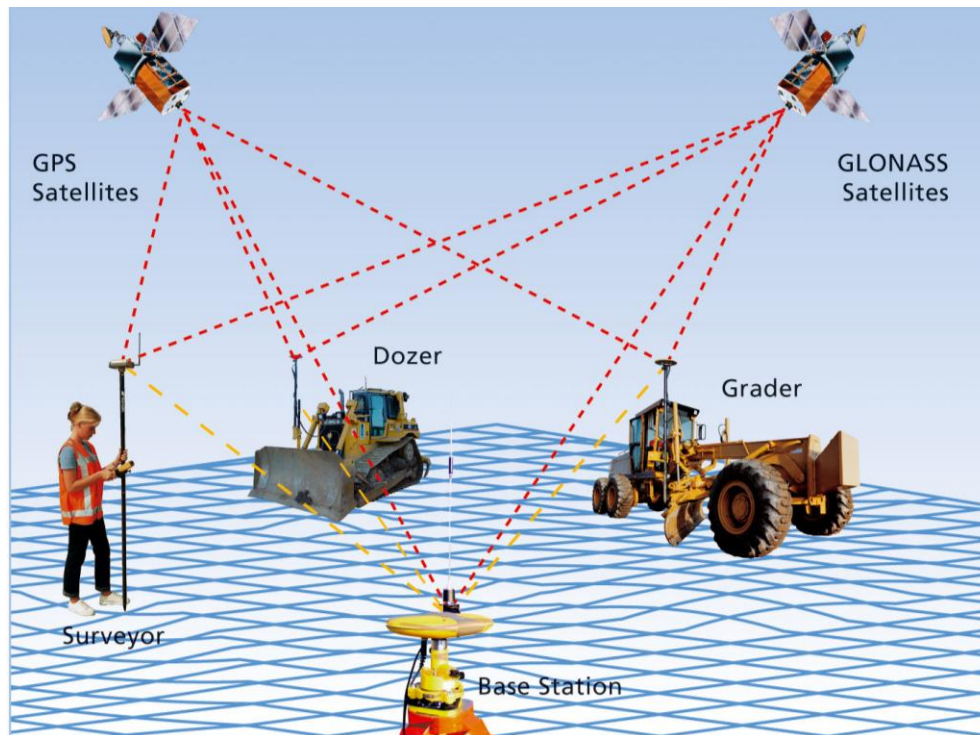 GPS
Satellites
GLONASS
Satellites
Dozer
Grader
Surveyor
Base Station